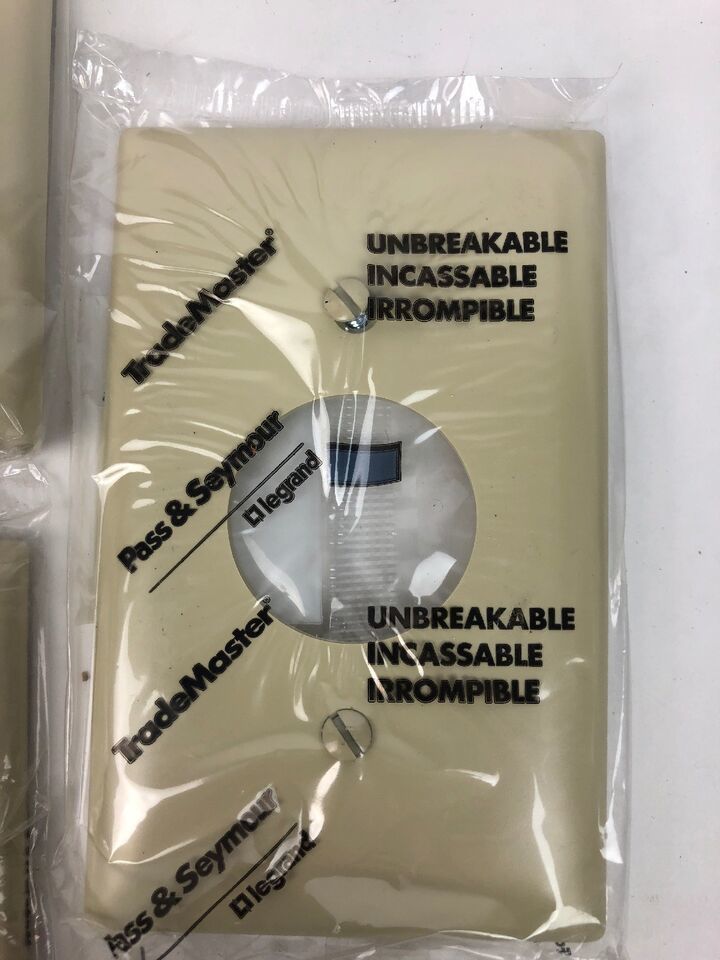 TradeMaster®
UNBREAKABLE
INCASSABLE
IRROMPIBLE
Pass & Seymour
legrand
TradeMaster®
UNBREAKABLE
INCASSABLE
IRROMPIBLE
Pass & Seymour
legrand